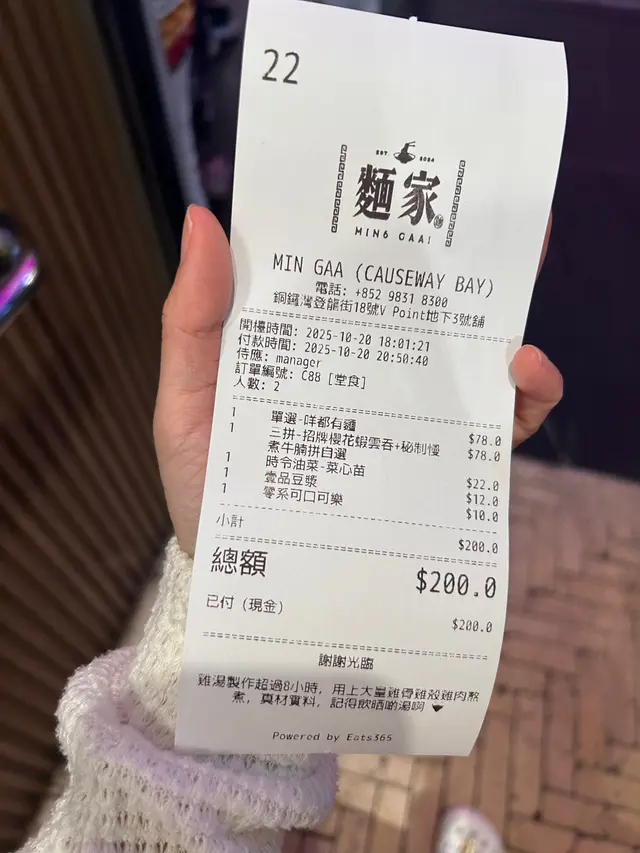 22
EST 2024
麵家
MING GAA!
MIN GAA (CAUSEWAY BAY)
電話: +852 9831 8300
銅鑼灣登龍街18號V Point地下3號舖
開檯時間: 2025-10-20 18:01:21
付款時間: 2025-10-20 20:50:40
侍應: manager
訂單編號: C88 [堂食]
人數: 2
1 單選-咩都有麵 $78.0
1 三拼-招牌櫻花蝦雲吞+秘制慢 $78.0
煮牛腩拼自選
1 時令油菜-菜心苗 $22.0
1 壹品豆漿 $12.0
1 零系可口可樂 $10.0
小計 $200.0
總額 $200.0
已付 (現金) $200.0
謝謝光臨
雞湯製作超過8小時, 用上大量雞骨雞殼雞肉熬
煮, 真材實料, 記得飲晒啲湯啊
Powered by Eats365